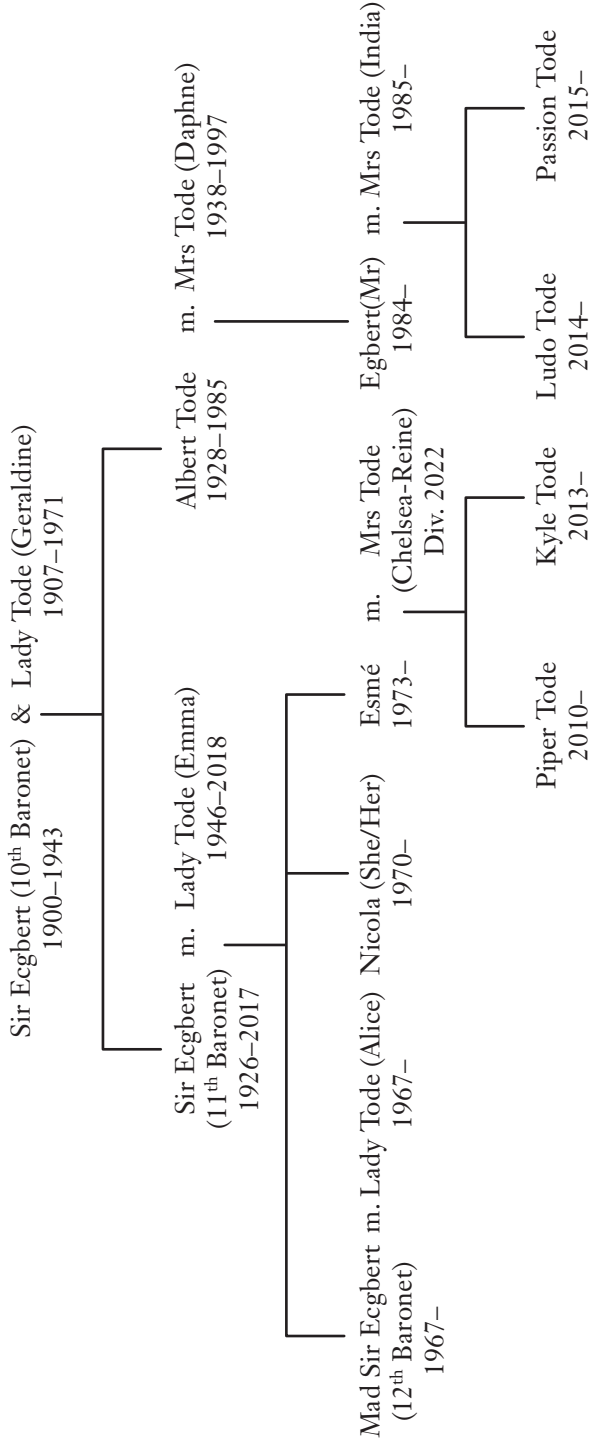 Sir Ecgbert (10th Baronet) & Lady Tode (Geraldine)
1900–1943 1907–1971
Sir Ecgbert m. Lady Tode (Emma)
(11th Baronet) 1946–2018
1926–2017
Albert Tode m. Mrs Tode (Daphne)
1928–1985 1938–1997
Mad Sir Ecgbert m. Lady Tode (Alice)
(12th Baronet) 1967–
1967–
Nicola (She/Her)
1970–
Esmé m. Mrs Tode
1973– (Chelsea-Reine)
Div. 2022
Egbert(Mr) m. Mrs Tode (India)
1984– 1985–
Piper Tode
2010–
Kyle Tode
2013–
Ludo Tode
2014–
Passion Tode
2015–